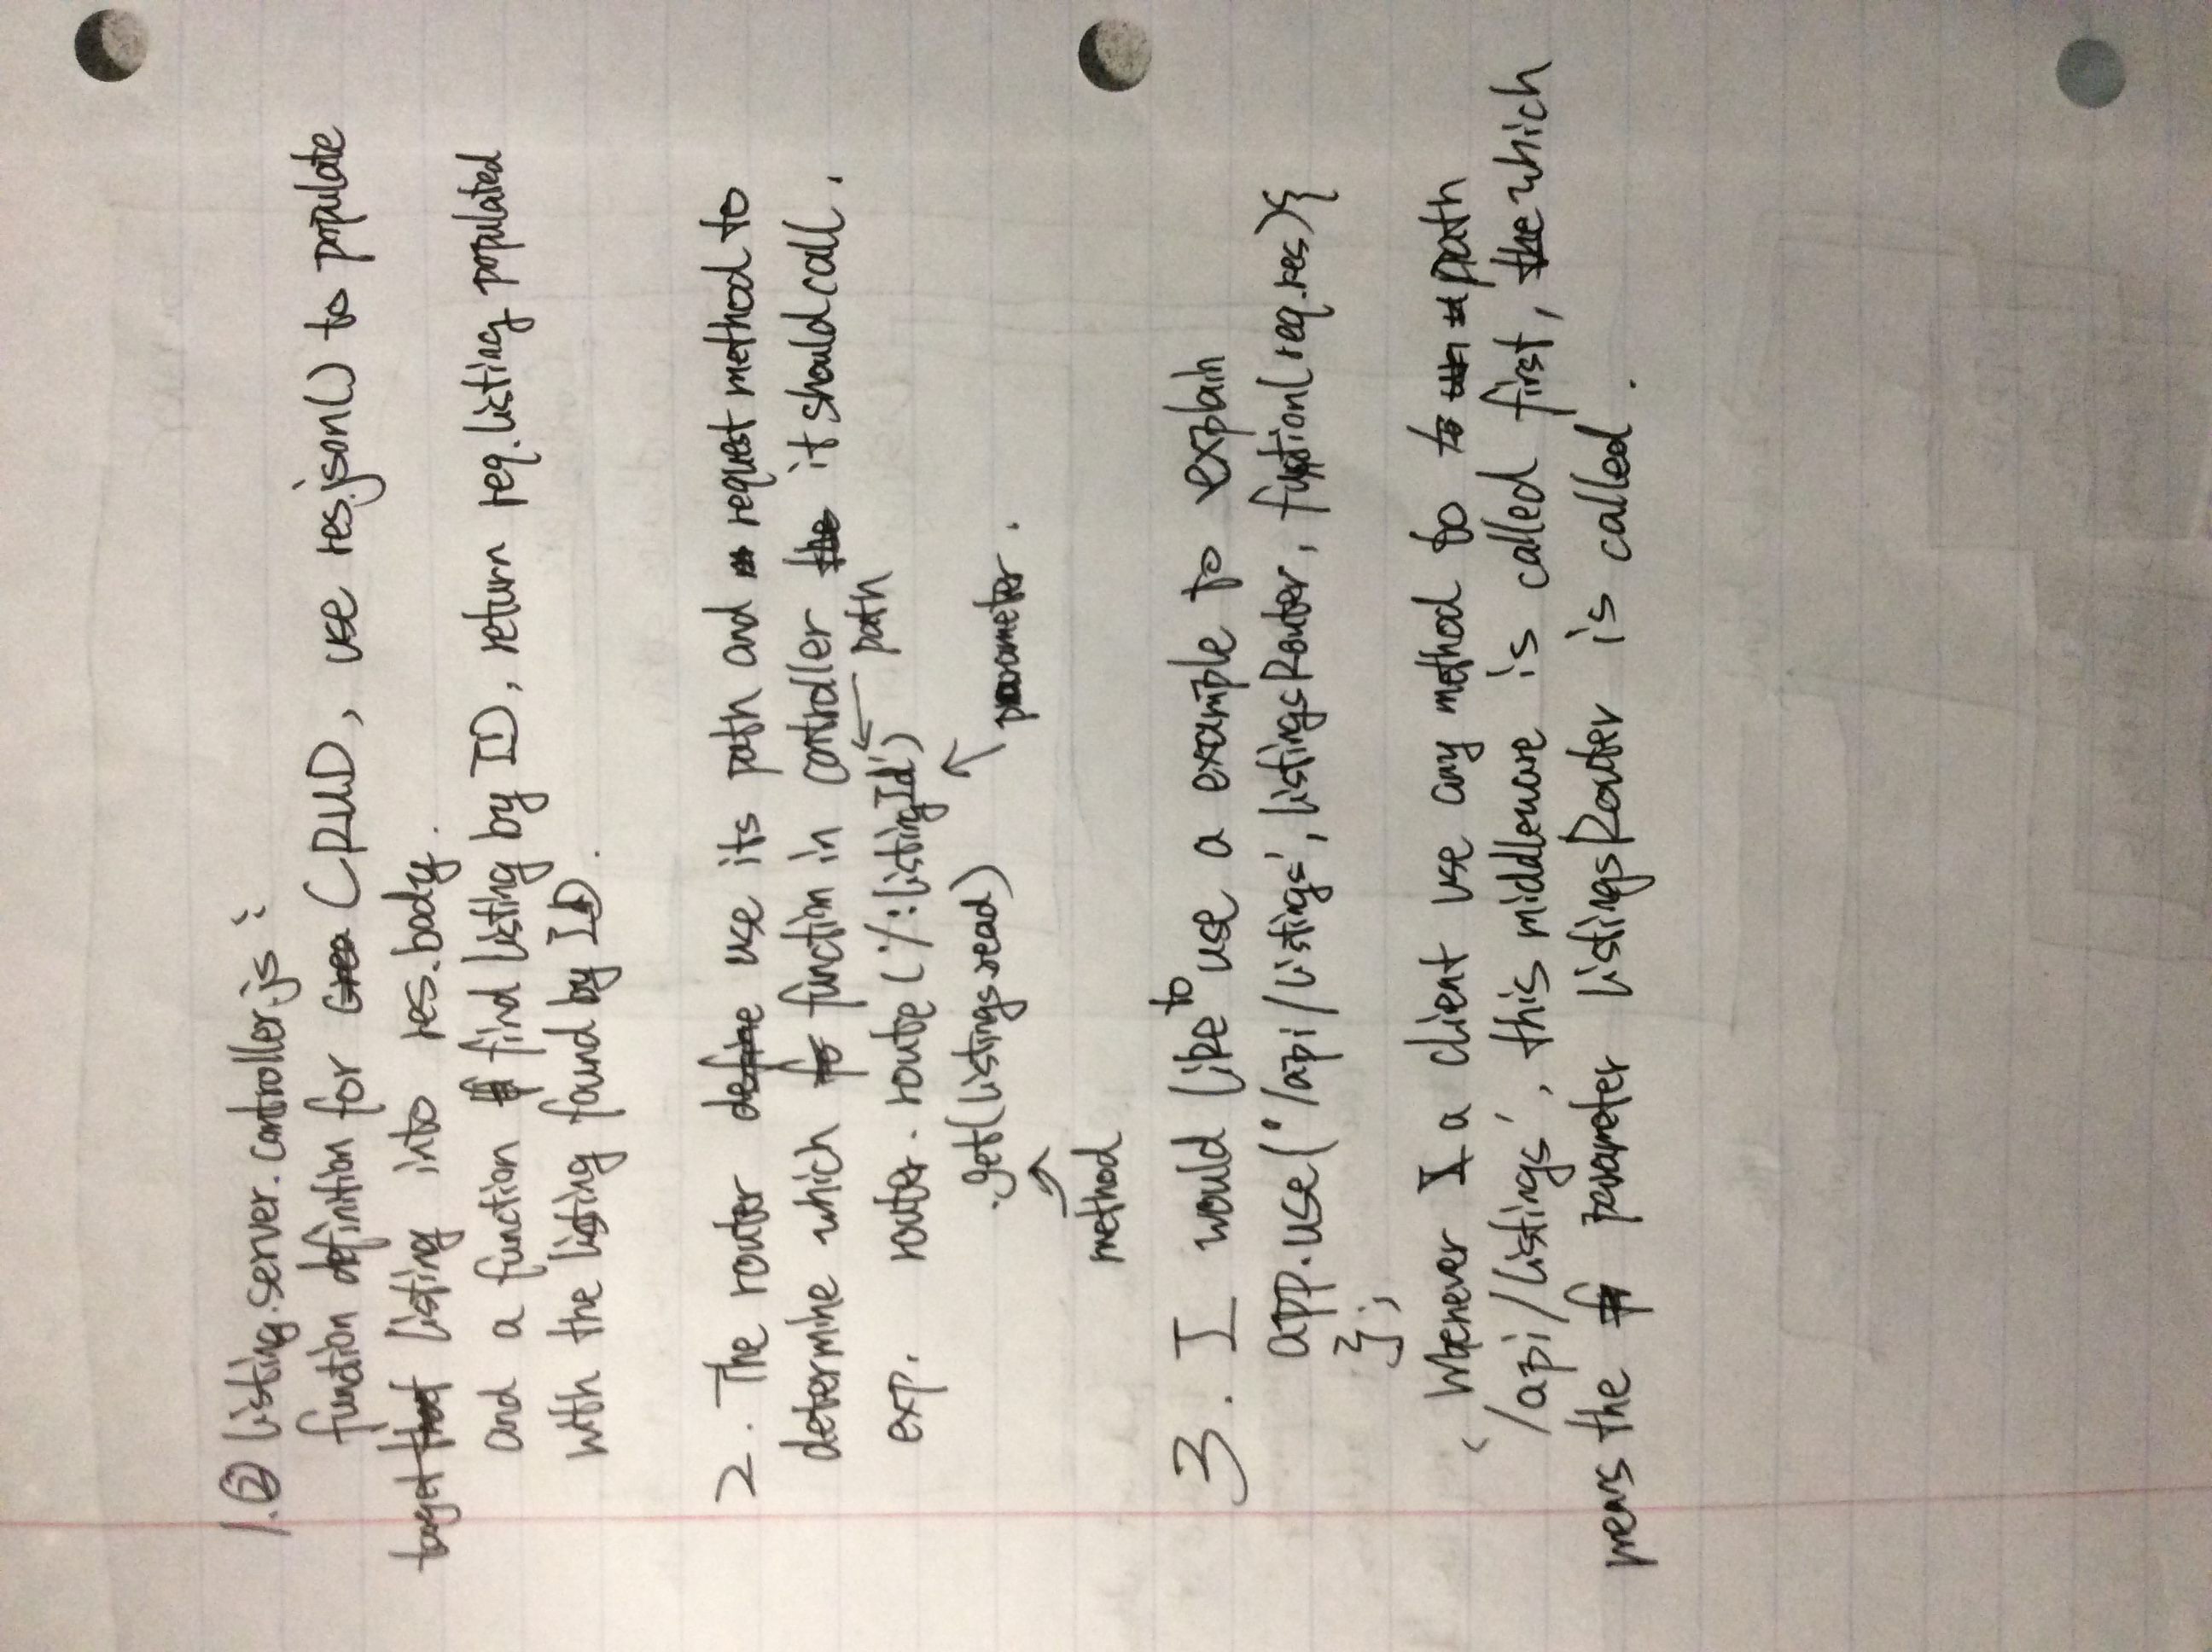 1.② listing.server.controller.js :
function definition for Crea CRUD, use res.json() to populate
target that listing into res.body.
and a function find listing by ID, return req.listing populated
with the listing found by ID.
2. The router define use its path and m request method to
determine which fo function in controller the it should call.
exp. router.route('/:listingId') ← path
.get(listings.read) ↑ parameter.
↑
method
3. I would like to use a example to explain
app.use('/api/listings', listingsRouter, function(req.res){
};
Whenever I a client use any method to to path
'/api/listings', this middleware is called first, the which
means the parameter listingsRouter is called.